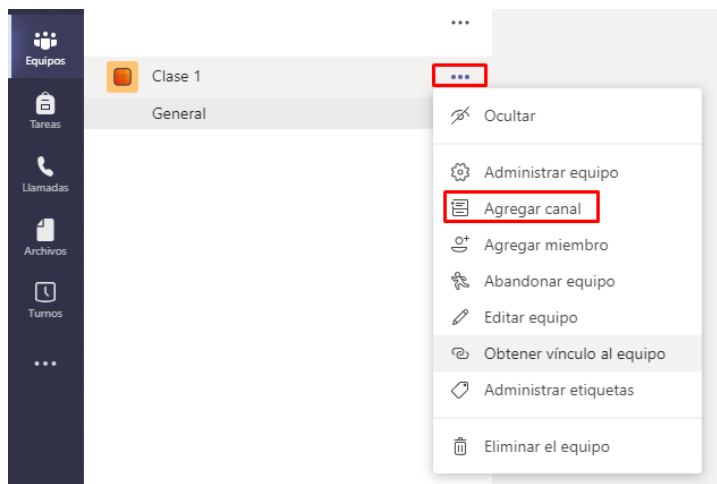 Equipos
Tareas
Llamadas
Archivos
Turnos
Clase 1
General
Ocultar
Administrar equipo
Agregar canal
Agregar miembro
Abandonar equipo
Editar equipo
Obtener vínculo al equipo
Administrar etiquetas
Eliminar el equipo